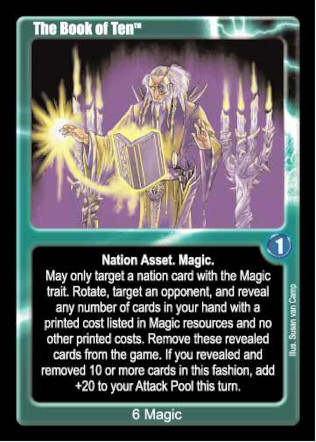 The Book of Ten™
1
Nation Asset. Magic.
May only target a nation card with the Magic
trait. Rotate, target an opponent, and reveal
any number of cards in your hand with a
printed cost listed in Magic resources and no
other printed costs. Remove these revealed
cards from the game. If you revealed and
removed 10 or more cards in this fashion, add
+20 to your Attack Pool this turn.
Illus. Susan van Camp
6 Magic